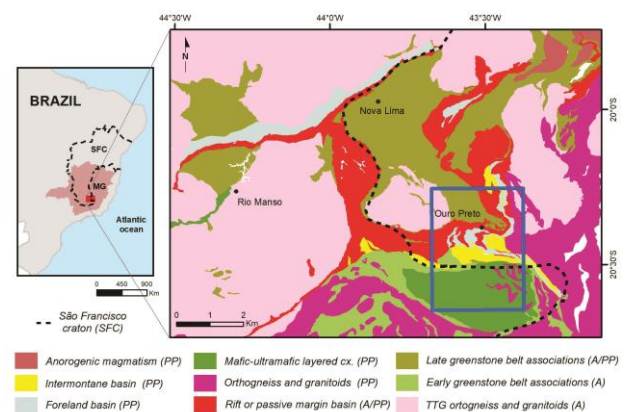 44°30'S
44°0'S
43°30'S
N
BRAZIL
SFC
MG
Atlantic
ocean
0 450 900
Km
Nova Lima
Rio Manso
Ouro Preto
20°0'S
20°30'S
0 1 2
Km
São Francisco
craton (SFC)
Anorogenic magmatism (PP)
Mafic-ultramafic layered cx. (PP)
Late greenstone belt associations (A/PP)
Intermontane basin (PP)
Orthogneiss and granitoids (PP)
Early greenstone belt associations (A)
Foreland basin (PP)
Rift or passive margin basin (A/PP)
TTG ortogneiss and granitoids (A)